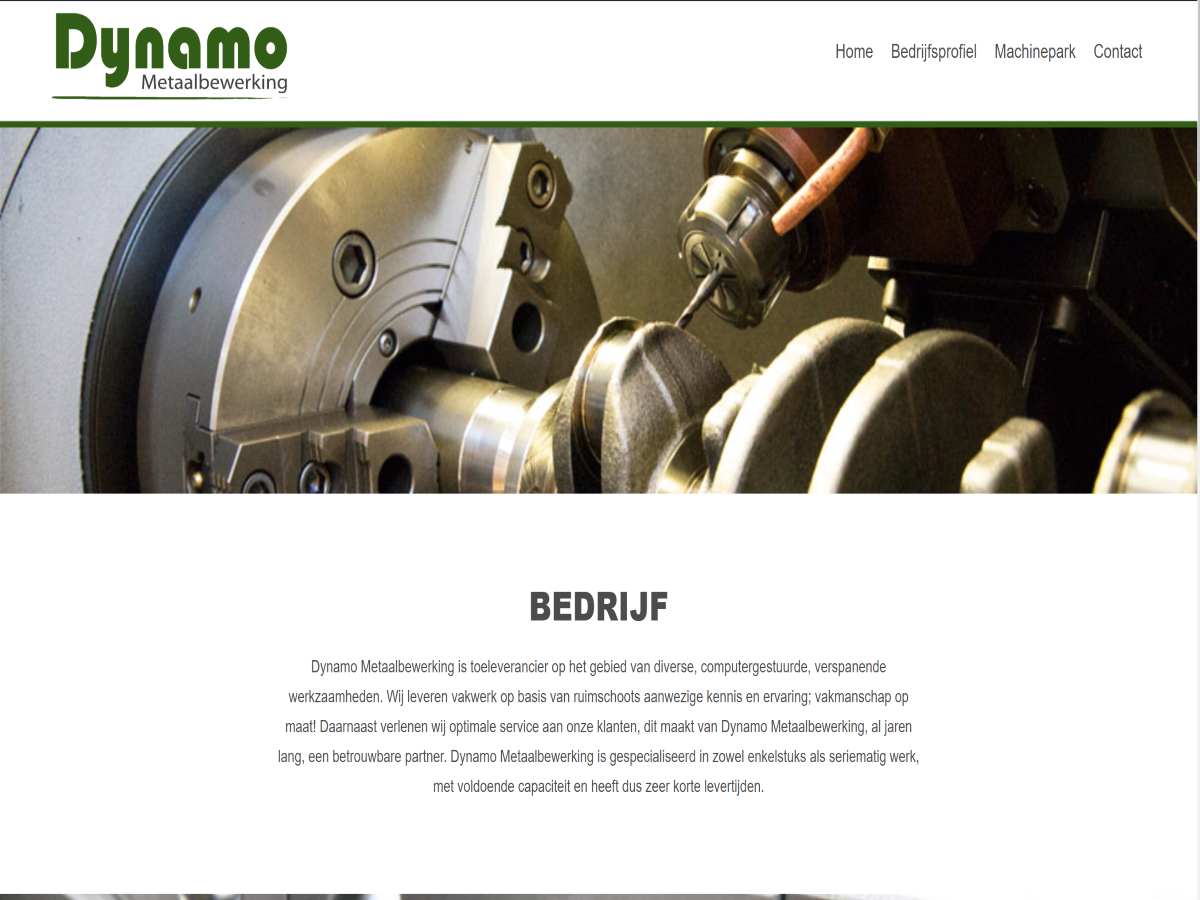 Dynamo
Metaalbewerking
Home Bedrijfsprofiel Machinepark Contact
BEDRIJF
Dynamo Metaalbewerking is toeleverancier op het gebied van diverse, computergestuurde, verspanende
werkzaamheden. Wij leveren vakwerk op basis van ruimschoots aanwezige kennis en ervaring; vakmanschap op
maat! Daarnaast verlenen wij optimale service aan onze klanten, dit maakt van Dynamo Metaalbewerking, al jaren
lang, een betrouwbare partner. Dynamo Metaalbewerking is gespecialiseerd in zowel enkelstuks als seriematig werk,
met voldoende capaciteit en heeft dus zeer korte levertijden.